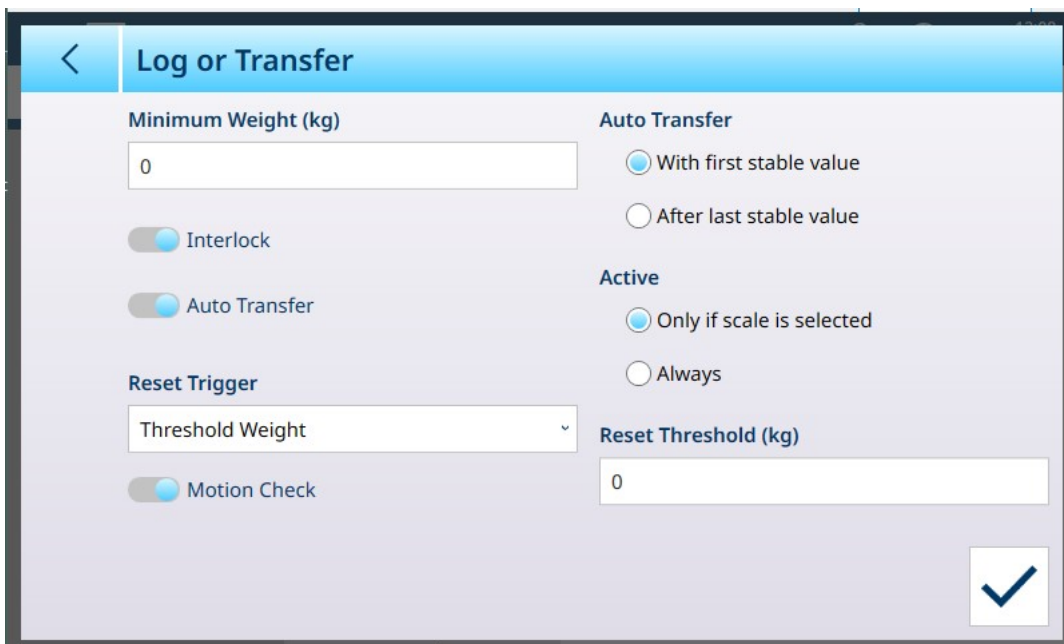 Log or Transfer
Minimum Weight (kg)
0
Interlock
Auto Transfer
Reset Trigger
Threshold Weight
Motion Check
Auto Transfer
With first stable value
After last stable value
Active
Only if scale is selected
Always
Reset Threshold (kg)
0